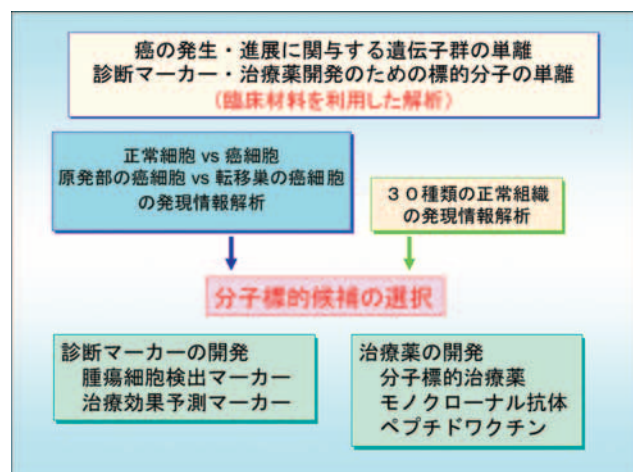 癌の発生・進展に関与する遺伝子群の単離
診断マーカー・治療薬開発のための標的分子の単離
(臨床材料を利用した解析)
正常細胞 vs 癌細胞
原発部の癌細胞 vs 転移巣の癌細胞
の発現情報解析
３０種類の正常組織
の発現情報解析
分子標的候補の選択
診断マーカーの開発
腫瘍細胞検出マーカー
治療効果予測マーカー
治療薬の開発
分子標的治療薬
モノクローナル抗体
ペプチドワクチン